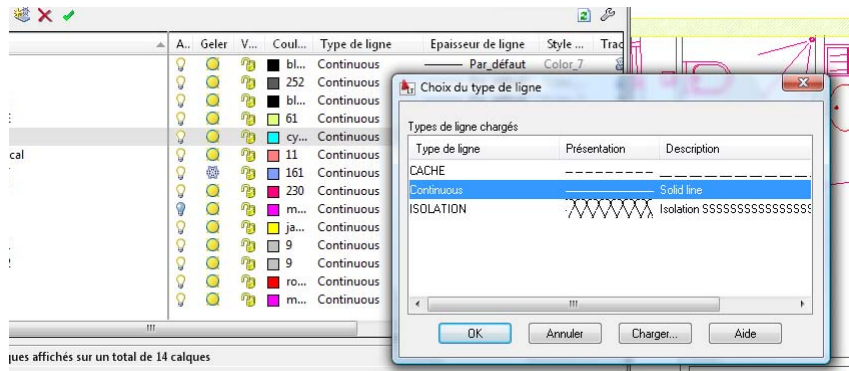 A.. Geler V... Coul... Type de ligne Epaisseur de ligne Style ... Trac
bl... Continuous Par_défaut Color_7
252 Continuous
bl... Continuous
61 Continuous
cy... Continuous
cal 11 Continuous
161 Continuous
230 Continuous
m... Continuous
ja... Continuous
9 Continuous
9 Continuous
ro... Continuous
m... Continuous
ques affichés sur un total de 14 calques
Choix du type de ligne
Types de ligne chargés
Type de ligne Présentation Description
CACHE
Continuous Solid line
ISOLATION Isolation SSSSSSSSSSSSSSSS
OK Annuler Charger... Aide